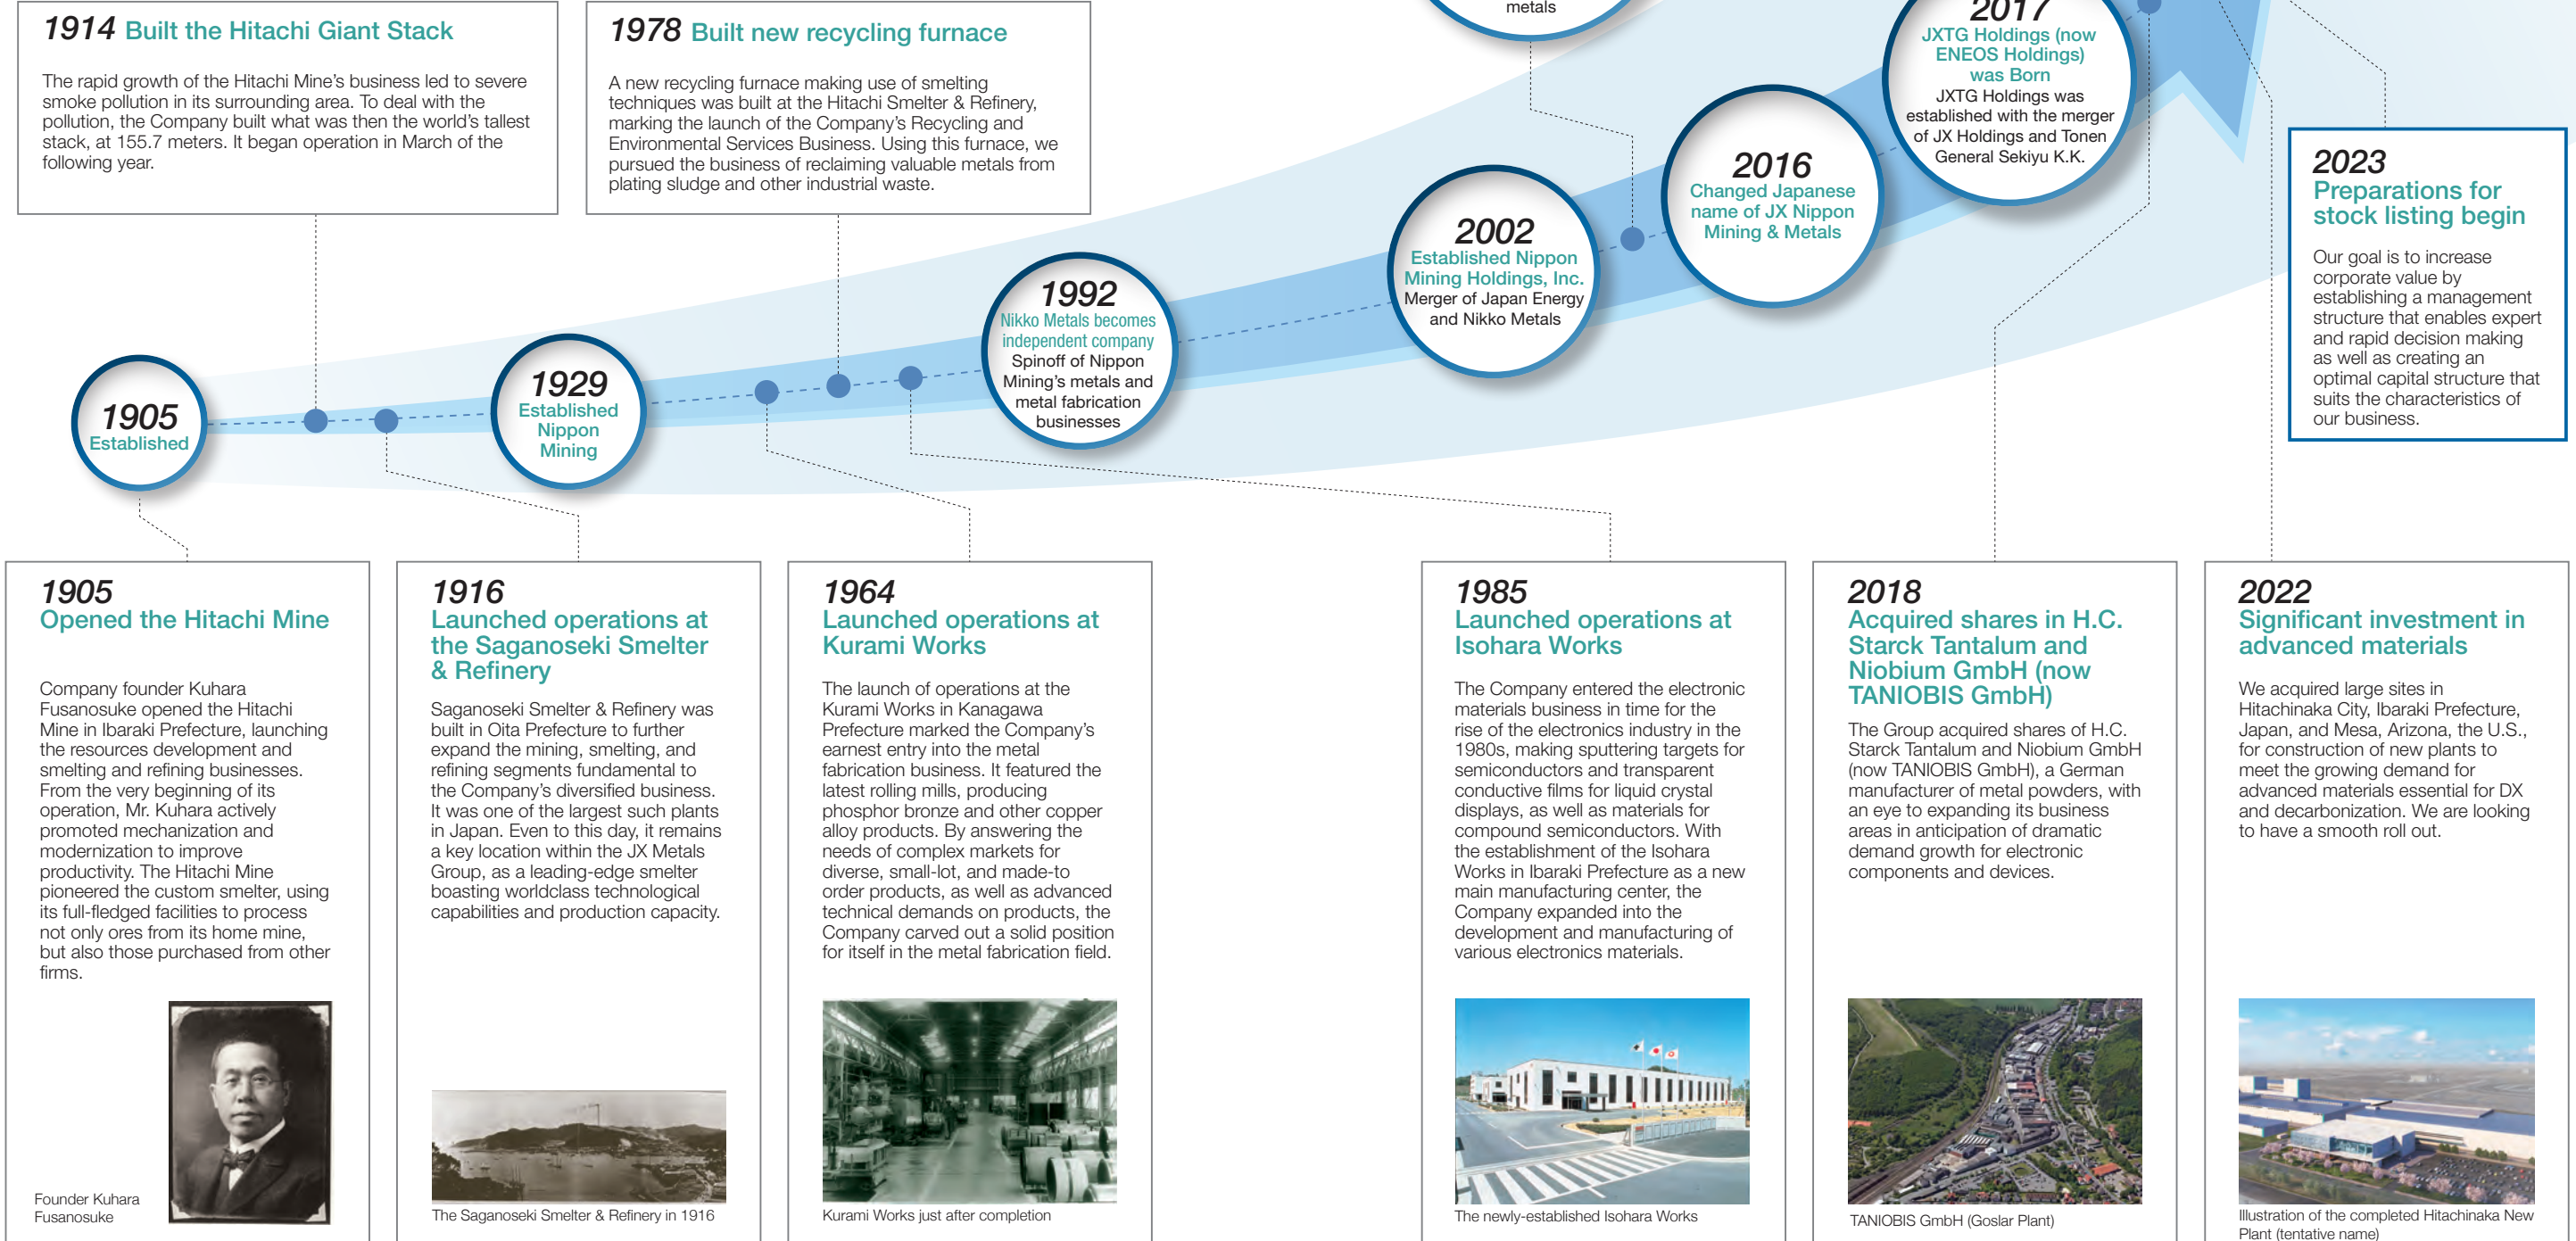 1914 Built the Hitachi Giant Stack
The rapid growth of the Hitachi Mine's business led to severe
smoke pollution in its surrounding area. To deal with the
pollution, the Company built what was then the world's tallest
stack, at 155.7 meters. It began operation in March of the
following year.
1978 Built new recycling furnace
A new recycling furnace making use of smelting
techniques was built at the Hitachi Smelter & Refinery,
marking the launch of the Company's Recycling and
Environmental Services Business. Using this furnace, we
pursued the business of reclaiming valuable metals from
plating sludge and other industrial waste.
metals
2017
JXTG Holdings (now
ENEOS Holdings)
was Born
JXTG Holdings was
established with the merger
of JX Holdings and Tonen
General Sekiyu K.K.
2016
Changed Japanese
name of JX Nippon
Mining & Metals
2002
Established Nippon
Mining Holdings, Inc.
Merger of Japan Energy
and Nikko Metals
1992
Nikko Metals becomes
independent company
Spinoff of Nippon
Mining's metals and
metal fabrication
businesses
1929
Established
Nippon
Mining
1905
Established
2023
Preparations for
stock listing begin
Our goal is to increase
corporate value by
establishing a management
structure that enables expert
and rapid decision making
as well as creating an
optimal capital structure that
suits the characteristics of
our business.
1905
Opened the Hitachi Mine
Company founder Kuhara
Fusanosuke opened the Hitachi
Mine in Ibaraki Prefecture, launching
the resources development and
smelting and refining businesses.
From the very beginning of its
operation, Mr. Kuhara actively
promoted mechanization and
modernization to improve
productivity. The Hitachi Mine
pioneered the custom smelter, using
its full-fledged facilities to process
not only ores from its home mine,
but also those purchased from other
firms.
Founder Kuhara
Fusanosuke
1916
Launched operations at
the Saganoseki Smelter
& Refinery
Saganoseki Smelter & Refinery was
built in Oita Prefecture to further
expand the mining, smelting, and
refining segments fundamental to
the Company's diversified business.
It was one of the largest such plants
in Japan. Even to this day, it remains
a key location within the JX Metals
Group, as a leading-edge smelter
boasting worldclass technological
capabilities and production capacity.
The Saganoseki Smelter & Refinery in 1916
1964
Launched operations at
Kurami Works
The launch of operations at the
Kurami Works in Kanagawa
Prefecture marked the Company's
earnest entry into the metal
fabrication business. It featured the
latest rolling mills, producing
phosphor bronze and other copper
alloy products. By answering the
needs of complex markets for
diverse, small-lot, and made-to
order products, as well as advanced
technical demands on products, the
Company carved out a solid position
for itself in the metal fabrication field.
Kurami Works just after completion
1985
Launched operations at
Isohara Works
The Company entered the electronic
materials business in time for the
rise of the electronics industry in the
1980s, making sputtering targets for
semiconductors and transparent
conductive films for liquid crystal
displays, as well as materials for
compound semiconductors. With
the establishment of the Isohara
Works in Ibaraki Prefecture as a new
main manufacturing center, the
Company expanded into the
development and manufacturing of
various electronics materials.
The newly-established Isohara Works
2018
Acquired shares in H.C.
Starck Tantalum and
Niobium GmbH (now
TANIOBIS GmbH)
The Group acquired shares of H.C.
Starck Tantalum and Niobium GmbH
(now TANIOBIS GmbH), a German
manufacturer of metal powders, with
an eye to expanding its business
areas in anticipation of dramatic
demand growth for electronic
components and devices.
TANIOBIS GmbH (Goslar Plant)
2022
Significant investment in
advanced materials
We acquired large sites in
Hitachinaka City, Ibaraki Prefecture,
Japan, and Mesa, Arizona, the U.S.,
for construction of new plants to
meet the growing demand for
advanced materials essential for DX
and decarbonization. We are looking
to have a smooth roll out.
Illustration of the completed Hitachinaka New
Plant (tentative name)